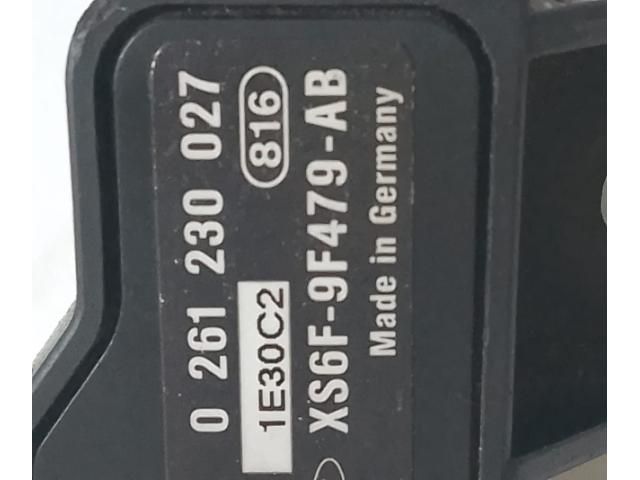 0 261 230 027
1E30C2 816
XS6F-9F479-AB
Made in Germany